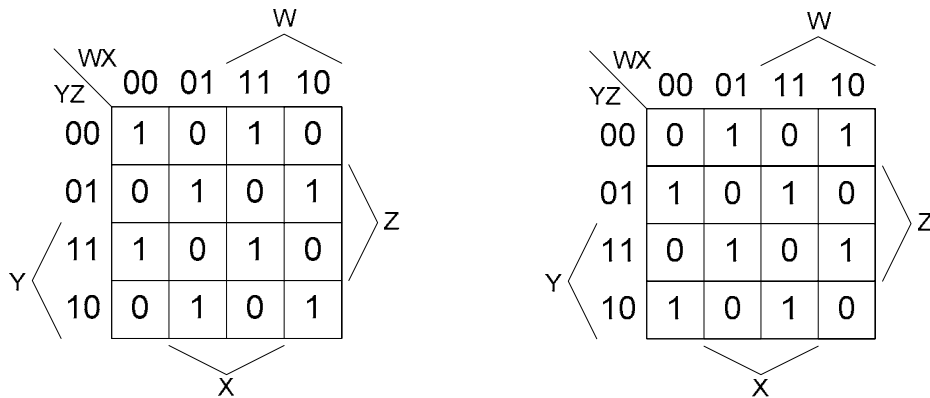 W W
WX WX
YZ 00 01 11 10 YZ 00 01 11 10
00 1 0 1 0 00 0 1 0 1
01 0 1 0 1 01 1 0 1 0
Z Z
11 1 0 1 0 11 0 1 0 1
Y Y
10 0 1 0 1 10 1 0 1 0
X X